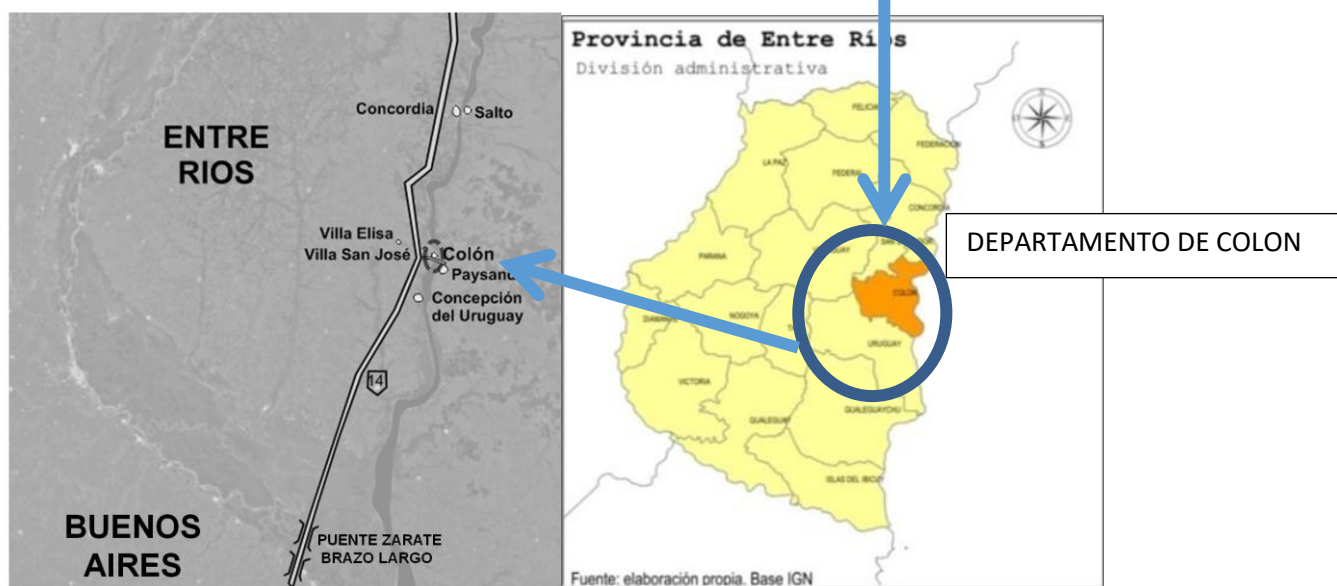 Concordia
Salto
ENTRE
RIOS
Villa Elisa
Villa San José
Colón
Concepción
del Uruguay
14
BUENOS
AIRES
PUENTE ZARATE
BRAZO LARGO
Provincia de Entre Ríos
División administrativa
FEDERACION
LA PAZ
FEDERAL
CONCORDIA
PARANA
COLON
NOGOYA
URUGUAY
VICTORIA
GUALEGUAY
GUALEGUAYCHU
ISLAS DEL IBICUY
Fuente: elaboración propia. Base IGN
DEPARTAMENTO DE COLON